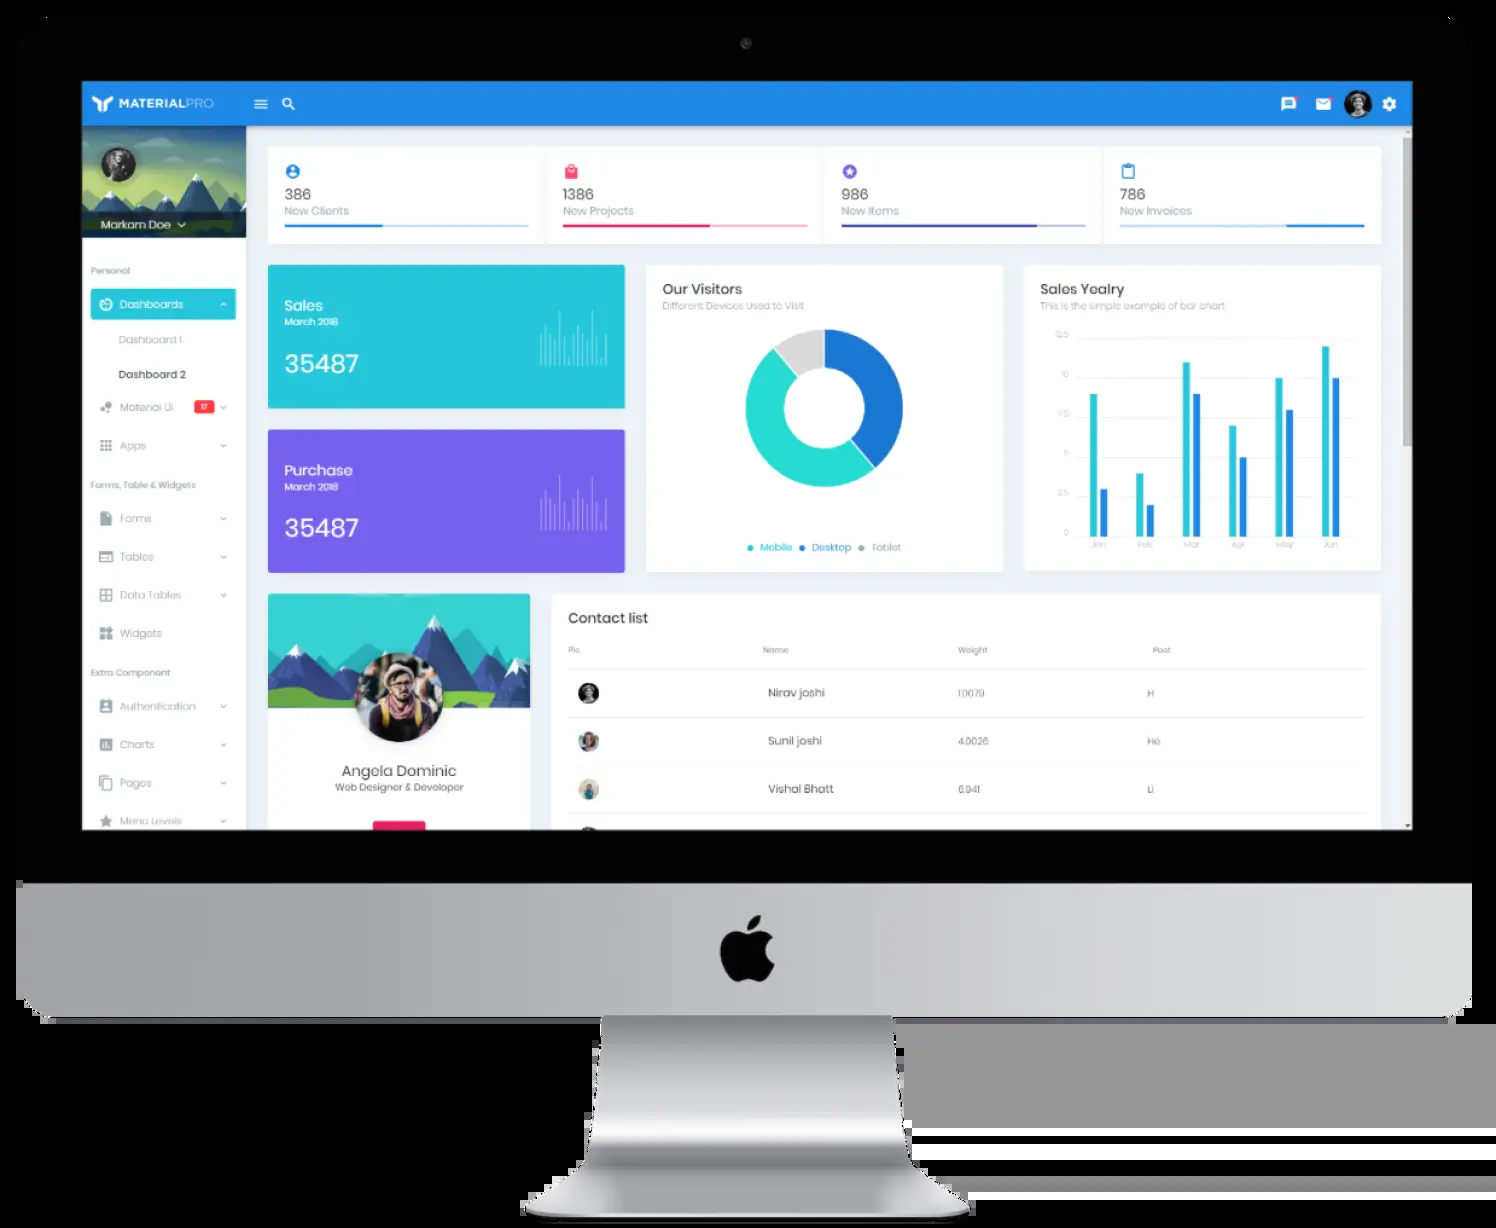 MATERIALPRO
Markarn Doe
Personal
Dashboards
Dashboard 1
Dashboard 2
Material Ui 17
Apps
Forms, Table & Widgets
Forms
Tables
Data Tables
Widgets
Extra Component
Authentication
Charts
Pages
Menu Levels
386
New Clients
1386
New Projects
986
New Items
786
New Invoices
Sales
March 2018
35487
Purchase
March 2018
35487
Our Visitors
Different Devices Used to Visit
Mobile Desktop Tablet
Sales Yealry
This is the simple example of bar chart
12.5
10
7.5
5
2.5
0
Jan Feb Mar Apr May Jun
Angela Dominic
Web Designer & Developer
Contact list
Pic Name Weight Post
Nirav joshi 1.0079 H
Sunil joshi 4.0026 He
Vishal Bhatt 6.941 Li